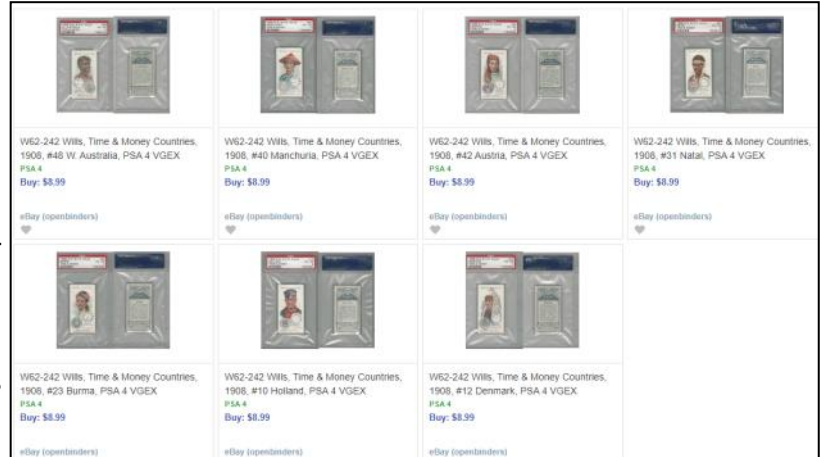 W62-242 Wills, Time & Money Countries,
1908, #48 W. Australia, PSA 4 VGEX
PSA 4
Buy: $8.99
eBay (openbinders)
W62-242 Wills, Time & Money Countries,
1908, #40 Manchuria, PSA 4 VGEX
PSA 4
Buy: $8.99
eBay (openbinders)
W62-242 Wills, Time & Money Countries,
1908, #42 Austria, PSA 4 VGEX
PSA 4
Buy: $8.99
eBay (openbinders)
W62-242 Wills, Time & Money Countries,
1908, #31 Natal, PSA 4 VGEX
PSA 4
Buy: $8.99
eBay (openbinders)
W62-242 Wills, Time & Money Countries,
1908, #23 Burma, PSA 4 VGEX
PSA 4
Buy: $8.99
eBay (openbinders)
W62-242 Wills, Time & Money Countries,
1908, #10 Holland, PSA 4 VGEX
PSA 4
Buy: $8.99
eBay (openbinders)
W62-242 Wills, Time & Money Countries,
1908, #12 Denmark, PSA 4 VGEX
PSA 4
Buy: $8.99
eBay (openbinders)